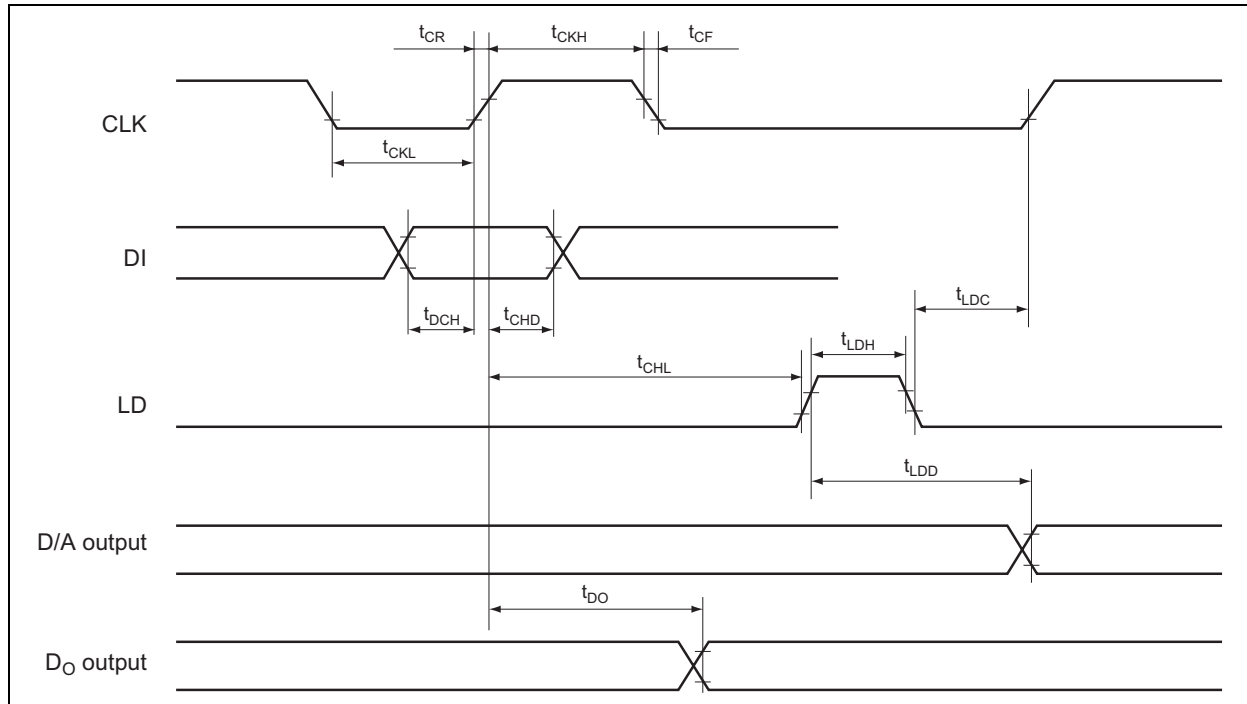 tCR tCKH tCF
CLK
tCKL
DI
tDCH tCHD tLDC
tLDH
tCHL
LD
tLDD
D/A output
tDO
DO output